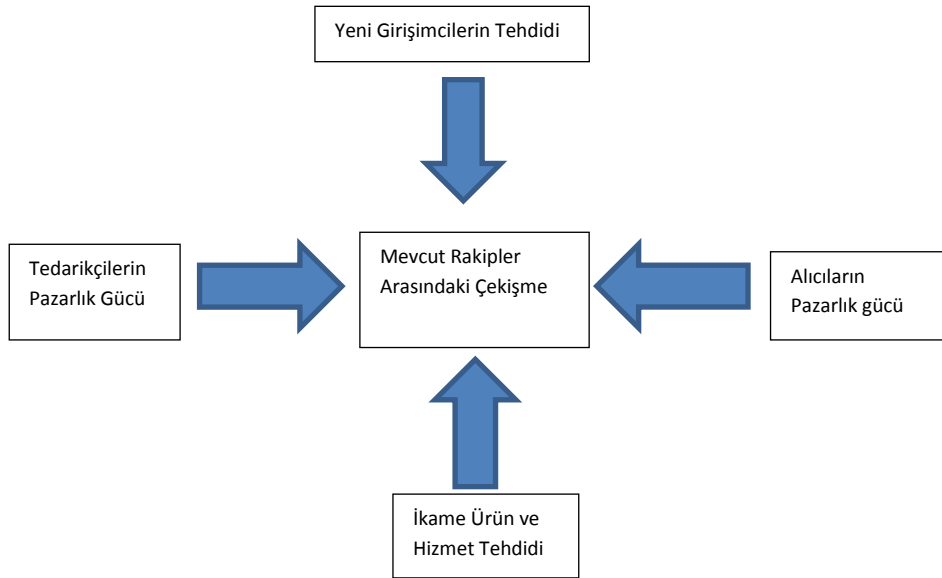 Yeni Girişimcilerin Tehdidi
Tedarikçilerin
Pazarlık Gücü
Mevcut Rakipler
Arasındaki Çekişme
Alıcıların
Pazarlık gücü
İkame Ürün ve
Hizmet Tehdidi